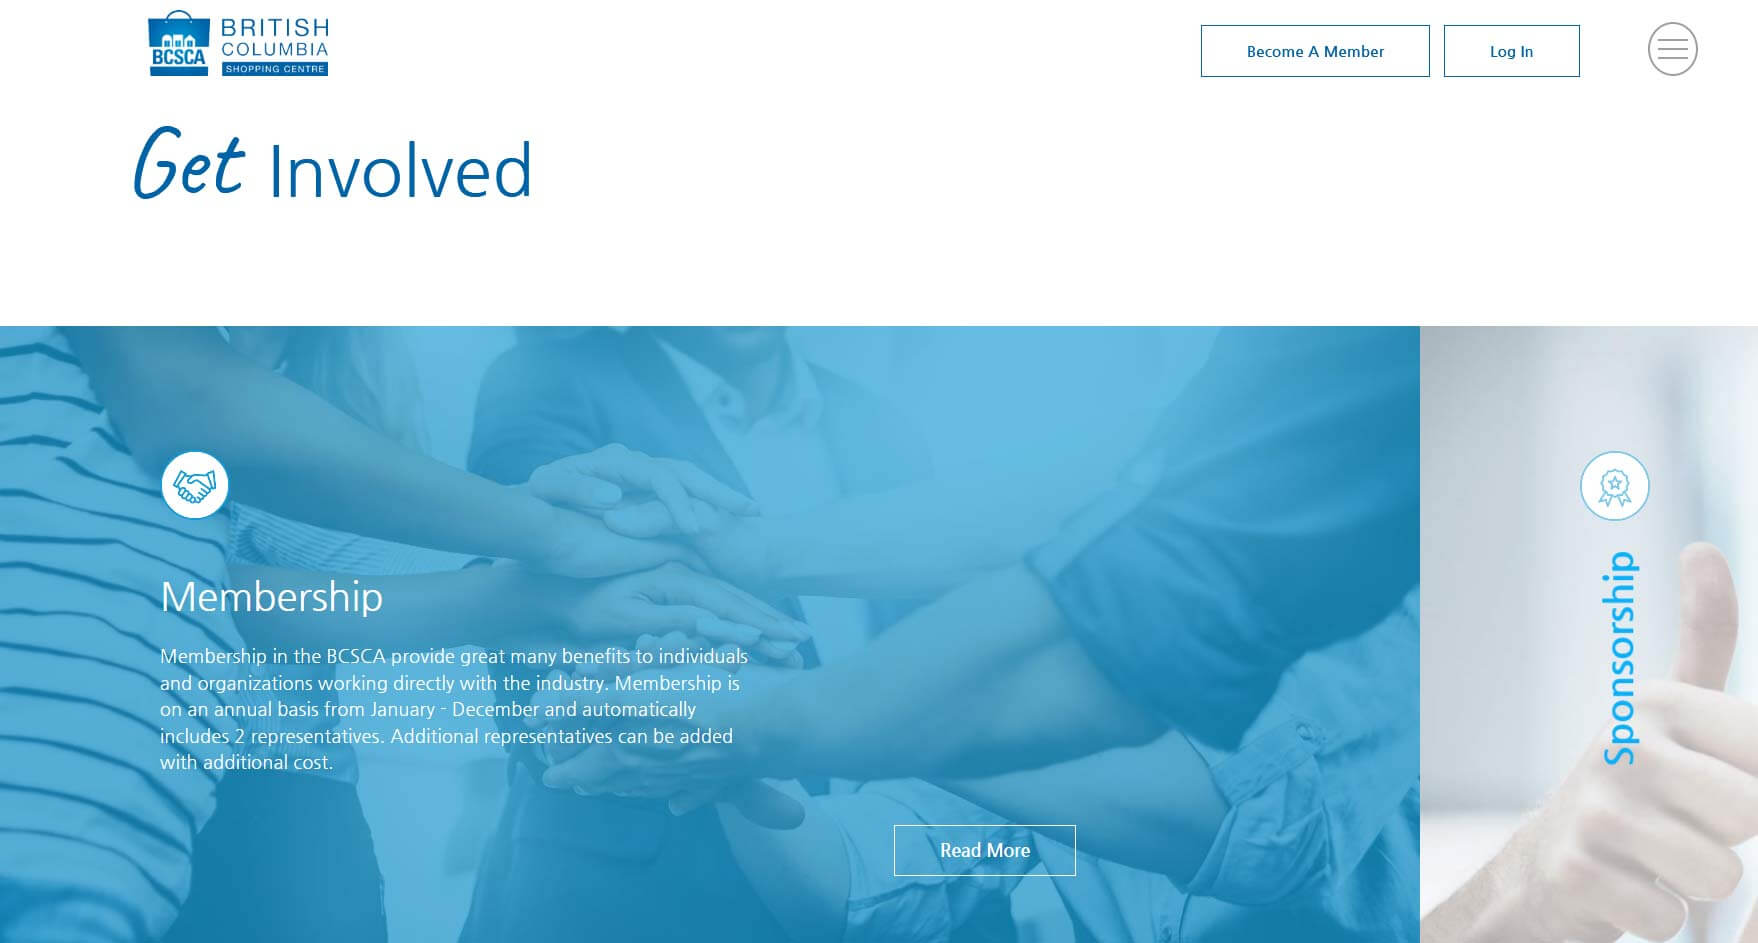 BRITISH
COLUMBIA
SHOPPING CENTRE
BCSCA
Become A Member
Log In
Get Involved
Membership
Membership in the BCSCA provide great many benefits to individuals
and organizations working directly with the industry. Membership is
on an annual basis from January - December and automatically
includes 2 representatives. Additional representatives can be added
with additional cost.
Read More
Sponsorship